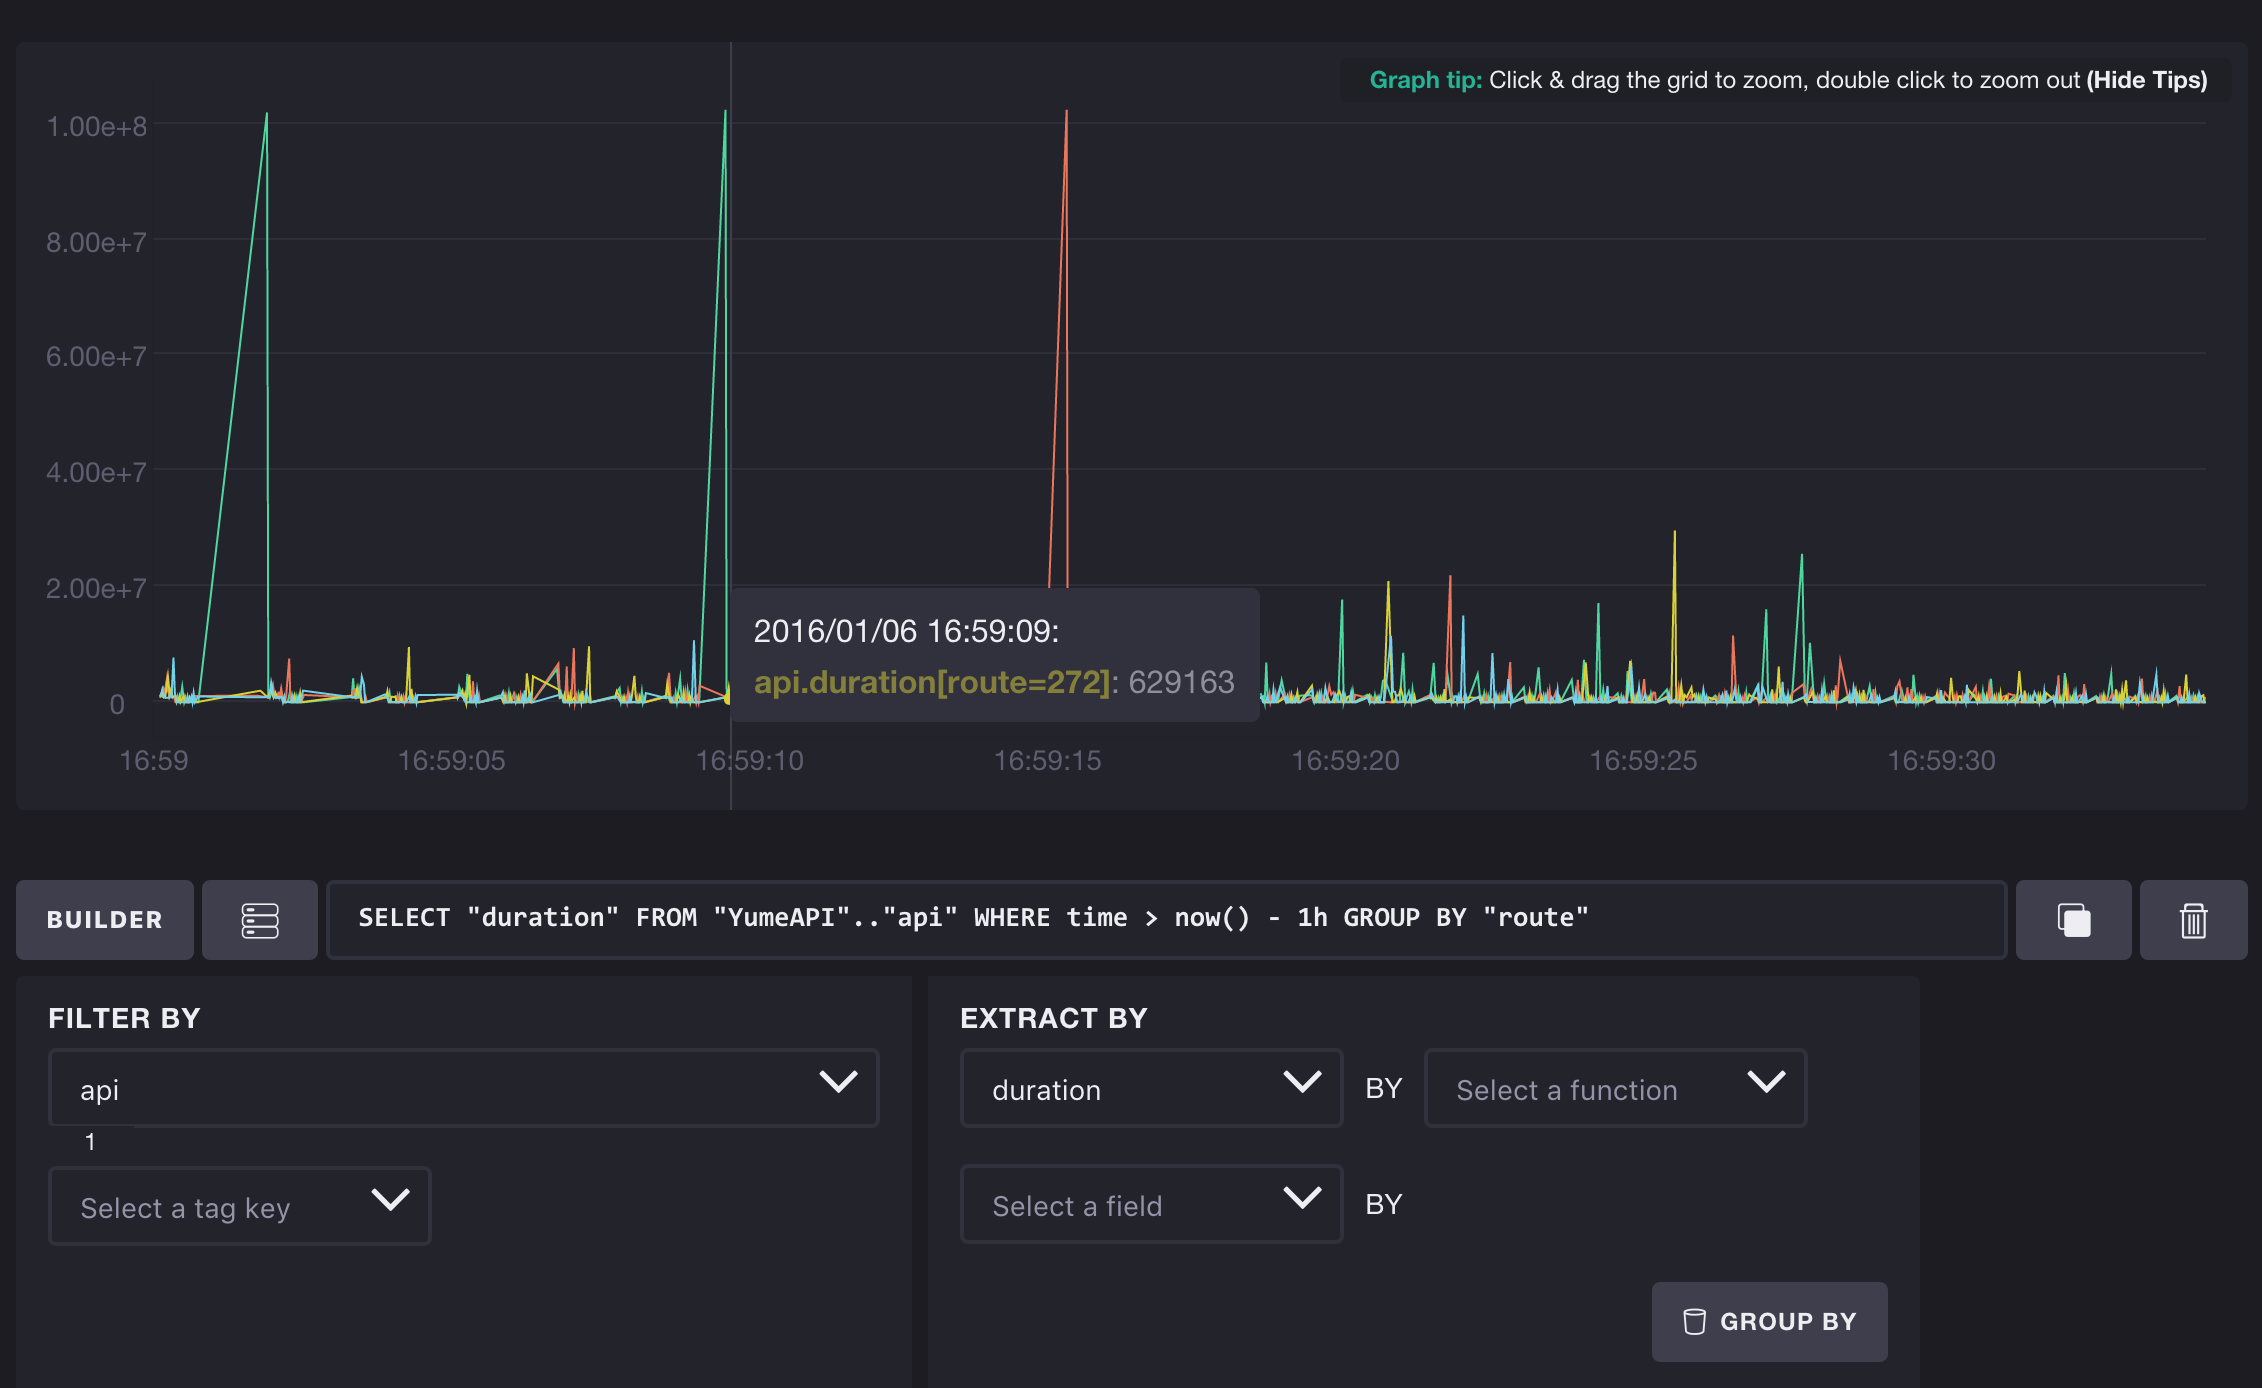 Graph tip: Click & drag the grid to zoom, double click to zoom out (Hide Tips)
1.00e+8
8.00e+7
6.00e+7
4.00e+7
2.00e+7
0
2016/01/06 16:59:09:
api.duration[route=272]: 629163
16:59 16:59:05 16:59:10 16:59:15 16:59:20 16:59:25 16:59:30
BUILDER
SELECT "duration" FROM "YumeAPI".."api" WHERE time > now() - 1h GROUP BY "route"
FILTER BY
api
1
Select a tag key
EXTRACT BY
duration BY Select a function
Select a field BY
GROUP BY